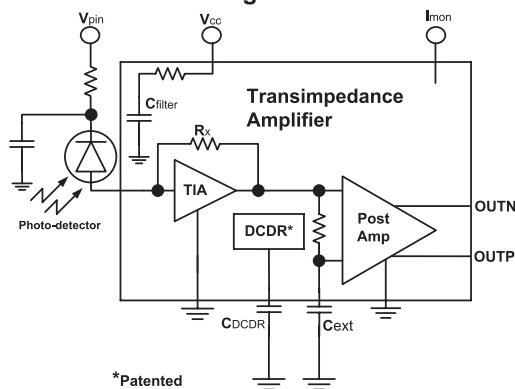 Vpin
Vcc
Imon
Cfilter
Transimpedance
Amplifier
Rx
TIA
Photo-detector
DCDR*
Post
Amp
OUTN
OUTP
CDCDR
Cext
*Patented